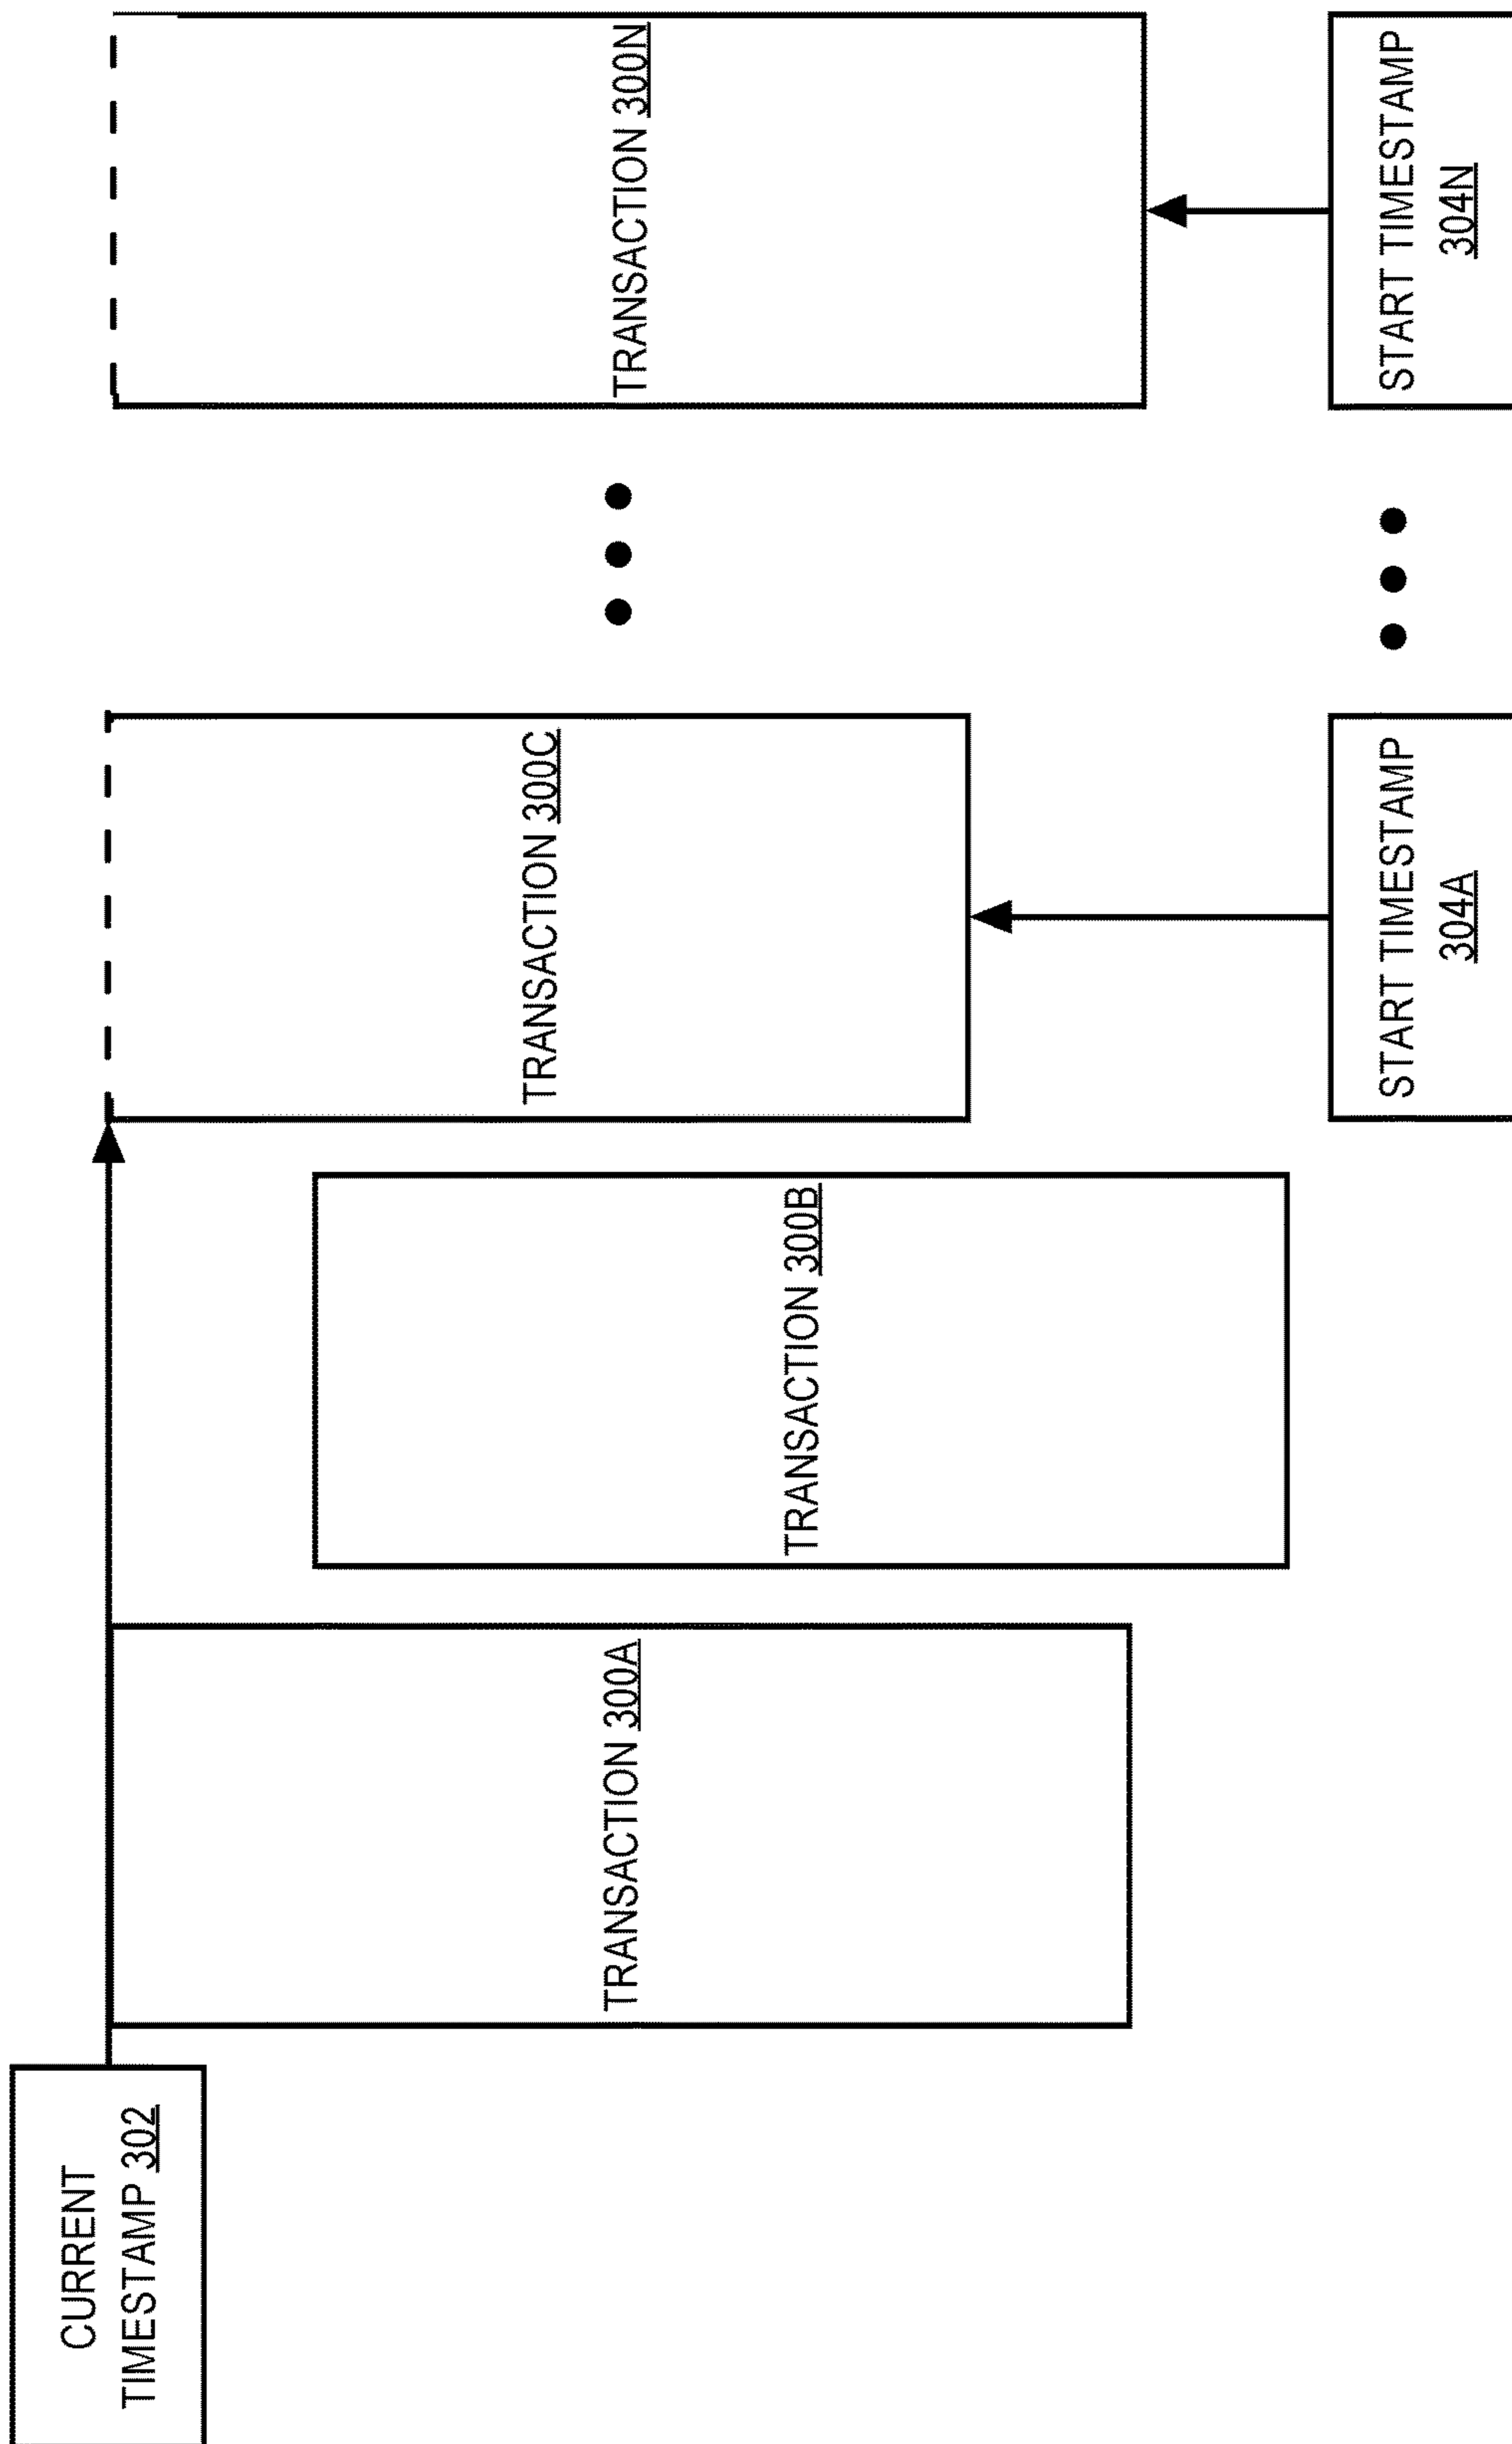 CURRENT
TIMESTAMP 302
TRANSACTION 300A
TRANSACTION 300B
TRANSACTION 300C
TRANSACTION 300N
START TIMESTAMP
304A
START TIMESTAMP
304N